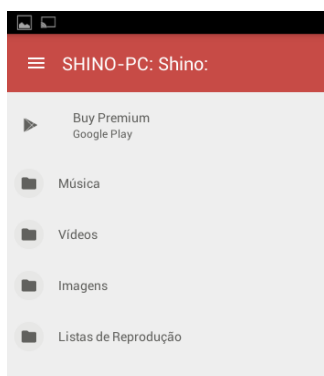 SHINO-PC: Shino:
Buy Premium
Google Play
Música
Vídeos
Imagens
Listas de Reprodução